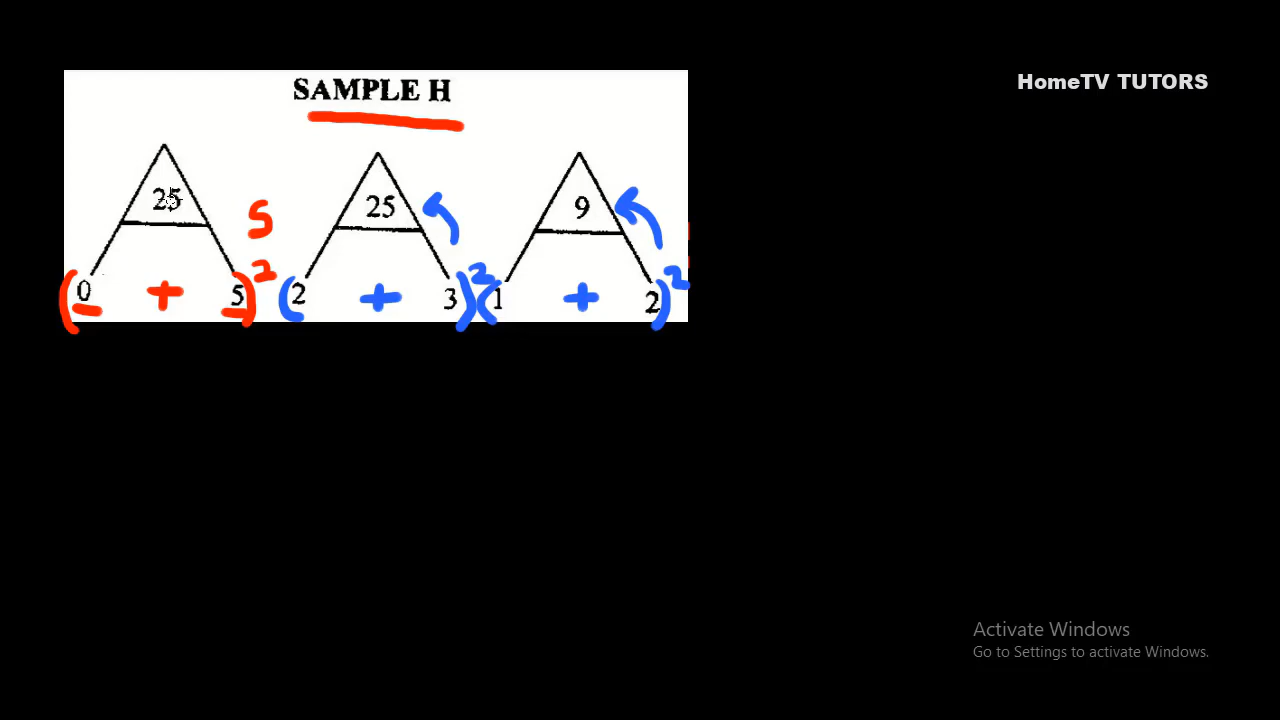 HomeTV TUTORS
SAMPLE H
25 25 9
5
(0 + 5)² (2 + 3)² (1 + 2)²
Activate Windows
Go to Settings to activate Windows.